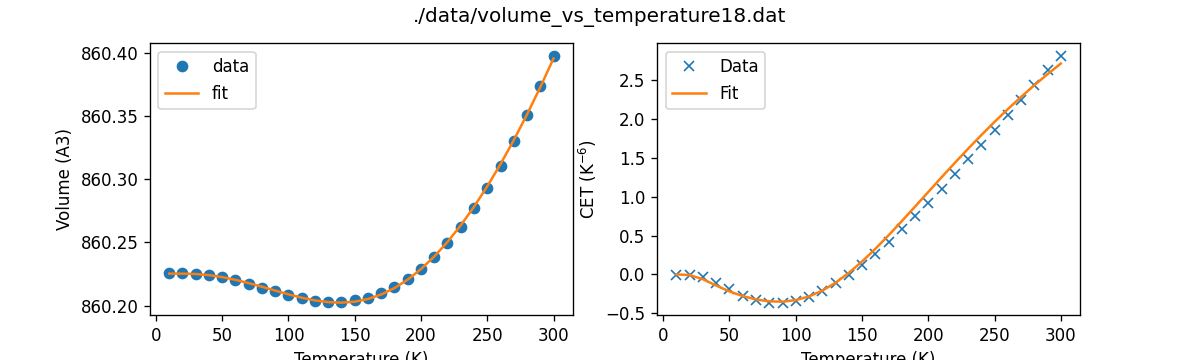 ./data/volume_vs_temperature18.dat
860.40
860.35
860.30
860.25
860.20
Volume (A3)
data
fit
0 50 100 150 200 250 300
Temperature (K)
2.5
2.0
1.5
1.0
0.5
0.0
−0.5
CET (K⁻⁶)
Data
Fit
0 50 100 150 200 250 300
Temperature (K)